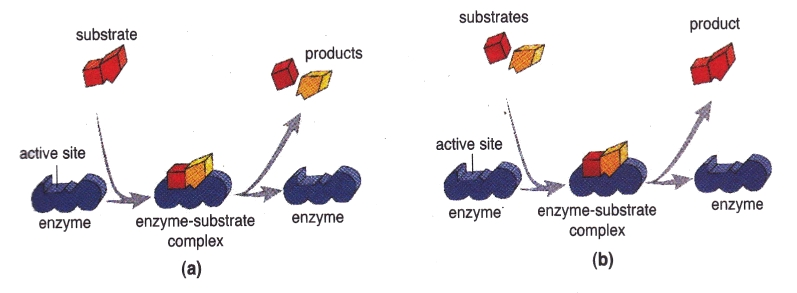 substrate
products
active site
enzyme
enzyme-substrate
complex
enzyme
(a)
substrates
product
active site
enzyme
enzyme-substrate
complex
enzyme
(b)